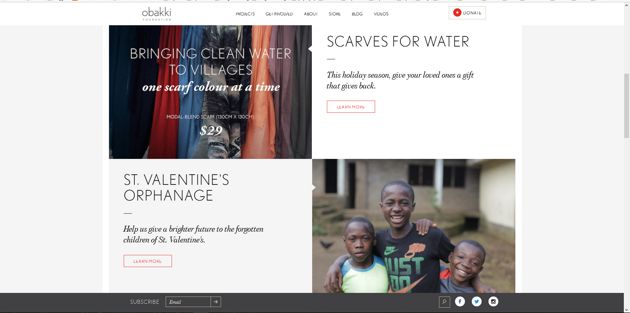 obakki
FOUNDATION
PROJECTS GET INVOLVED ABOUT STORE BLOG VIDEOS
DONATE
BRINGING CLEAN WATER
TO VILLAGES
one scarf colour at a time
MODAL-BLEND SCARF (130CM X 130CM)
$29
SCARVES FOR WATER
This holiday season, give your loved ones a gift
that gives back.
LEARN MORE
ST. VALENTINE'S
ORPHANAGE
Help us give a brighter future to the forgotten
children of St. Valentine's.
LEARN MORE
JUST
SUBSCRIBE Email